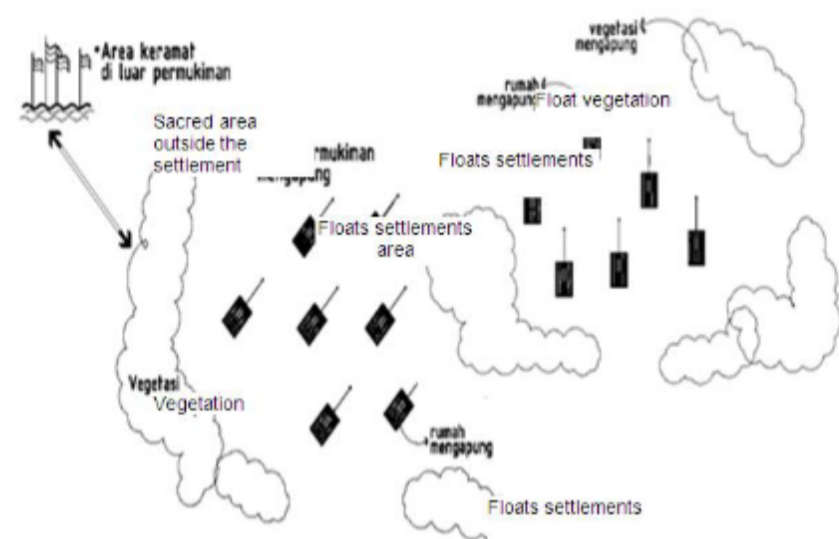 •Area keramat
di luar permukiman
Sacred area
outside the
settlement
vegetasi
mengapung
rumah
mengapung
Float vegetation
Floats settlements
rmukiman
mengapung
Floats settlements
area
Vegetasi
Vegetation
rumah
mengapung
Floats settlements